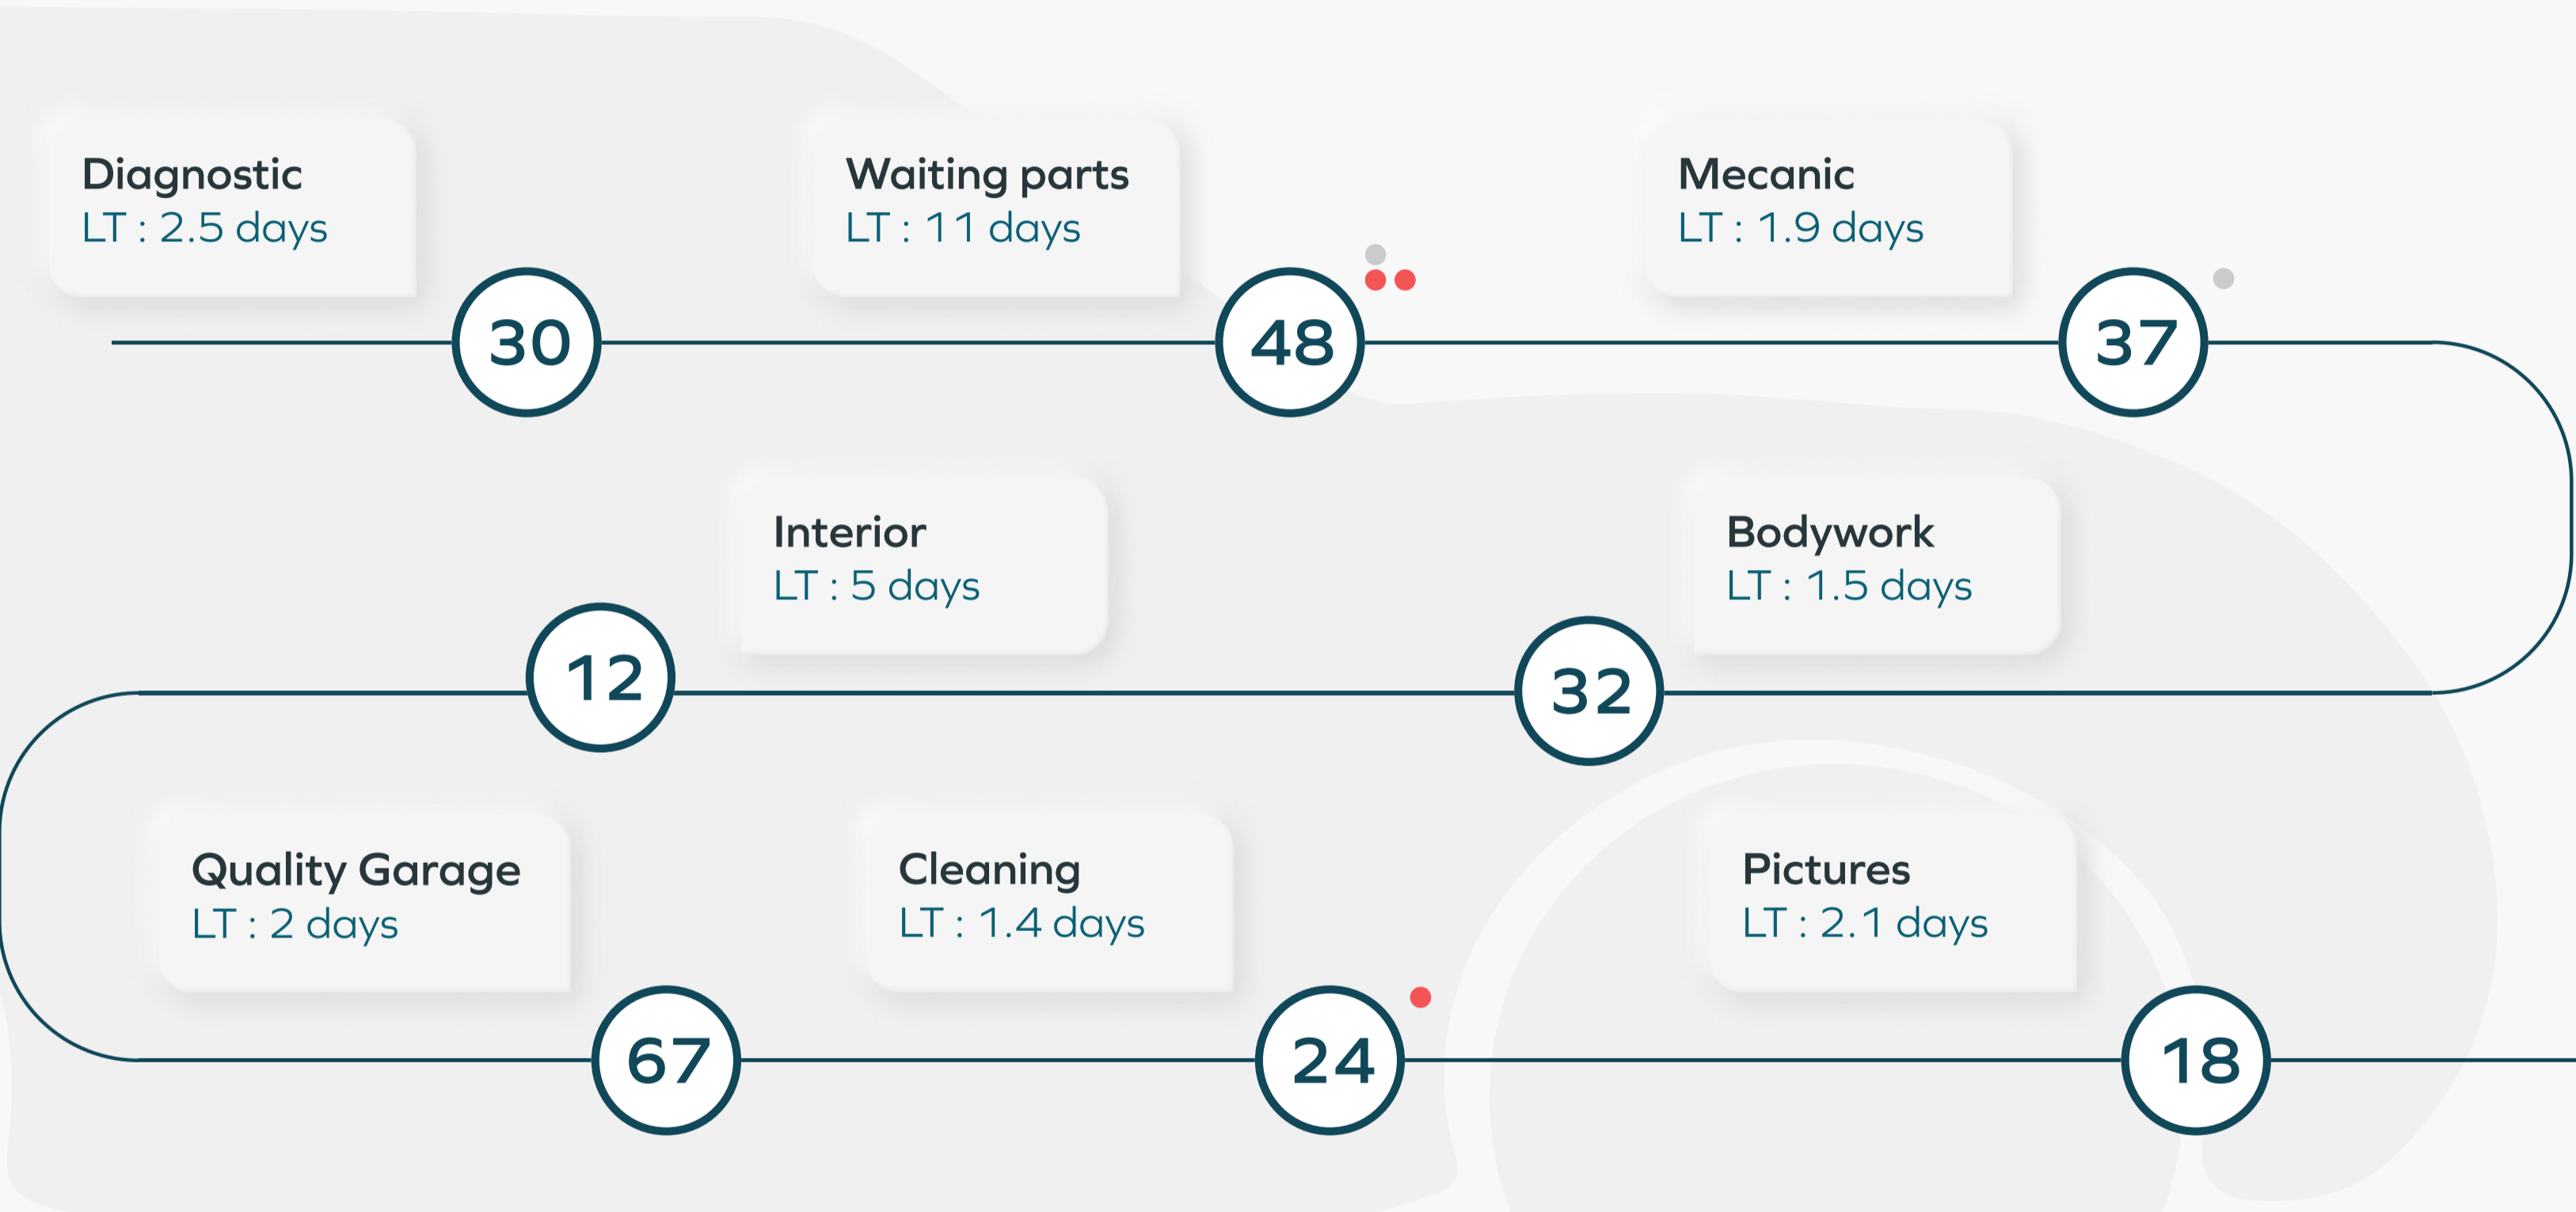 Diagnostic
LT : 2.5 days
30
Waiting parts
LT : 11 days
48
Mecanic
LT : 1.9 days
37
Interior
LT : 5 days
12
Bodywork
LT : 1.5 days
32
Quality Garage
LT : 2 days
67
Cleaning
LT : 1.4 days
24
Pictures
LT : 2.1 days
18